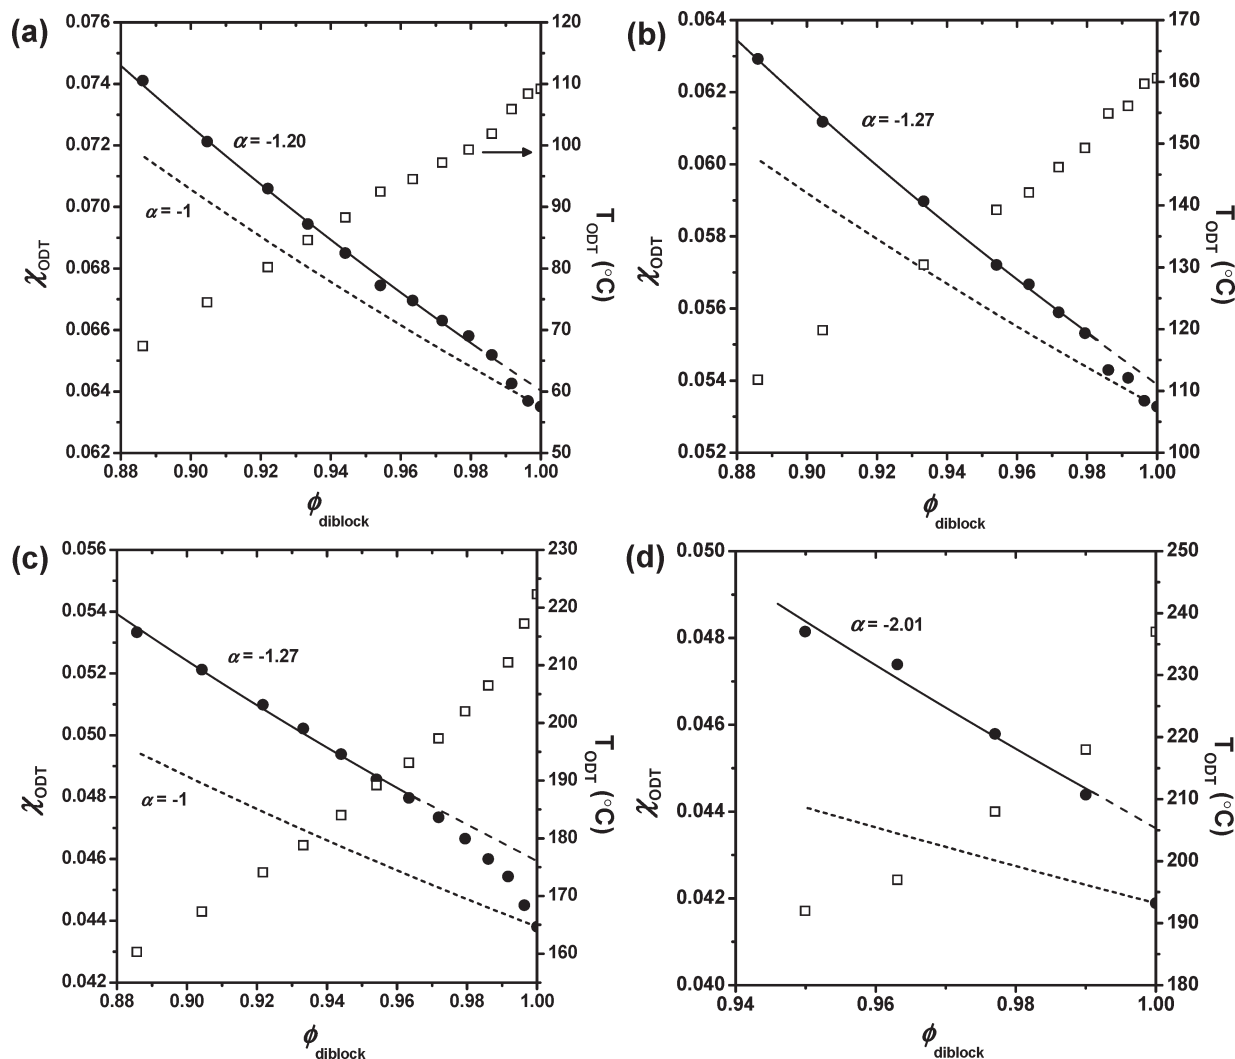 (a)
0.076
0.074
0.072
0.070
0.068
0.066
0.064
0.062
120
110
100
90
80
70
60
50
α = -1.20
α = -1
χODT
TODT (°C)
0.88 0.90 0.92 0.94 0.96 0.98 1.00
ϕdiblock
(b)
0.064
0.062
0.060
0.058
0.056
0.054
0.052
170
160
150
140
130
120
110
100
α = -1.27
χODT
TODT (°C)
0.88 0.90 0.92 0.94 0.96 0.98 1.00
ϕdiblock
(c)
0.056
0.054
0.052
0.050
0.048
0.046
0.044
0.042
230
220
210
200
190
180
170
160
α = -1.27
α = -1
χODT
TODT (°C)
0.88 0.90 0.92 0.94 0.96 0.98 1.00
ϕdiblock
(d)
0.050
0.048
0.046
0.044
0.042
0.040
250
240
230
220
210
200
190
180
α = -2.01
χODT
TODT (°C)
0.94 0.96 0.98 1.00
ϕdiblock